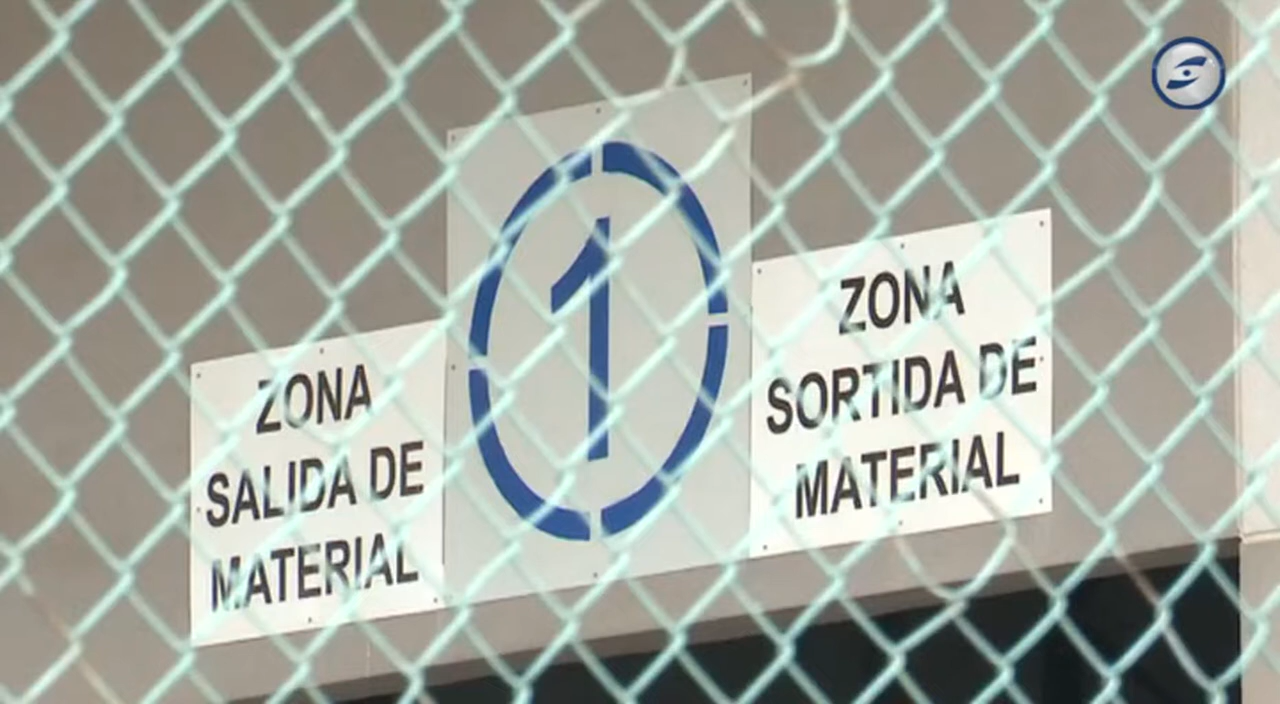 ZONA
SALIDA DE
MATERIAL
1
ZONA
SORTIDA DE
MATERIAL